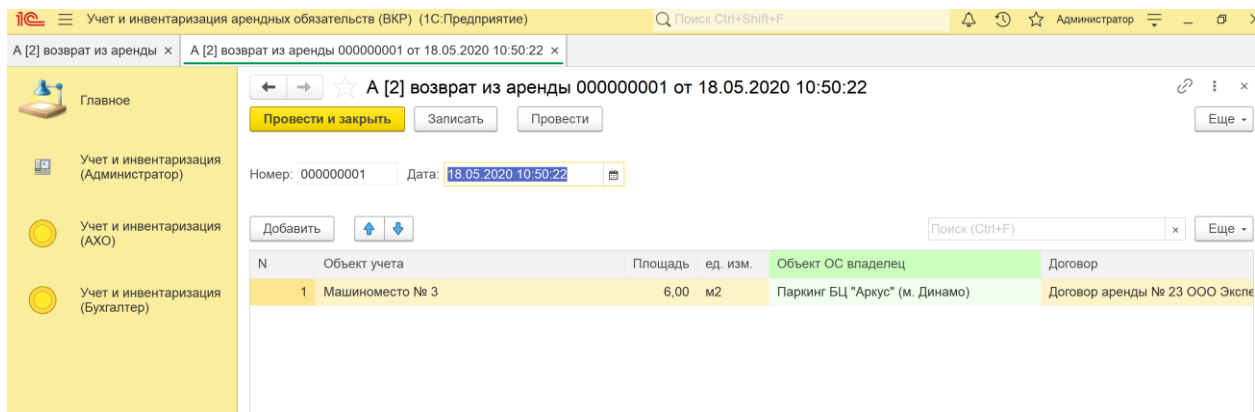 1С Учет и инвентаризация арендных обязательств (ВКР) (1С:Предприятие) Поиск Ctrl+Shift+F Администратор
А [2] возврат из аренды × А [2] возврат из аренды 000000001 от 18.05.2020 10:50:22 ×
Главное
Учет и инвентаризация
(Администратор)
Учет и инвентаризация
(АХО)
Учет и инвентаризация
(Бухгалтер)
А [2] возврат из аренды 000000001 от 18.05.2020 10:50:22
Провести и закрыть Записать Провести Еще
Номер: 000000001 Дата: 18.05.2020 10:50:22
Добавить Поиск (Ctrl+F) × Еще
N Объект учета Площадь ед. изм. Объект ОС владелец Договор
1 Машиноместо № 3 6,00 м2 Паркинг БЦ "Аркус" (м. Динамо) Договор аренды № 23 ООО Экспе